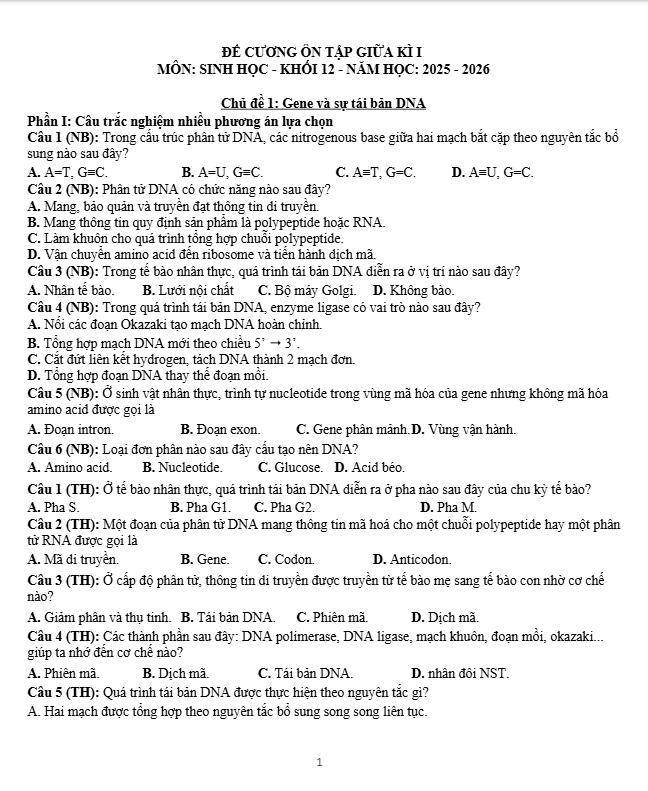 ĐỀ CƯƠNG ÔN TẬP GIỮA KÌ I
MÔN: SINH HỌC - KHỐI 12 - NĂM HỌC: 2025 - 2026
Chủ đề 1: Gene và sự tái bản DNA
Phần I: Câu trắc nghiệm nhiều phương án lựa chọn
Câu 1 (NB): Trong cấu trúc phân tử DNA, các nitrogenous base giữa hai mạch bắt cặp theo nguyên tắc bổ
sung nào sau đây?
A. A=T, G≡C. B. A=U, G≡C. C. A≡T, G=C. D. A≡U, G=C.
Câu 2 (NB): Phân tử DNA có chức năng nào sau đây?
A. Mang, bảo quản và truyền đạt thông tin di truyền.
B. Mang thông tin quy định sản phẩm là polypeptide hoặc RNA.
C. Làm khuôn cho quá trình tổng hợp chuỗi polypeptide.
D. Vận chuyển amino acid đến ribosome và tiến hành dịch mã.
Câu 3 (NB): Trong tế bào nhân thực, quá trình tái bản DNA diễn ra ở vị trí nào sau đây?
A. Nhân tế bào. B. Lưới nội chất C. Bộ máy Golgi. D. Không bào.
Câu 4 (NB): Trong quá trình tái bản DNA, enzyme ligase có vai trò nào sau đây?
A. Nối các đoạn Okazaki tạo mạch DNA hoàn chỉnh.
B. Tổng hợp mạch DNA mới theo chiều 5’ → 3’.
C. Cắt đứt liên kết hydrogen, tách DNA thành 2 mạch đơn.
D. Tổng hợp đoạn DNA thay thế đoạn mồi.
Câu 5 (NB): Ở sinh vật nhân thực, trình tự nucleotide trong vùng mã hóa của gene nhưng không mã hóa
amino acid được gọi là
A. Đoạn intron. B. Đoạn exon. C. Gene phân mảnh. D. Vùng vận hành.
Câu 6 (NB): Loại đơn phân nào sau đây cấu tạo nên DNA?
A. Amino acid. B. Nucleotide. C. Glucose. D. Acid béo.
Câu 1 (TH): Ở tế bào nhân thực, quá trình tái bản DNA diễn ra ở pha nào sau đây của chu kỳ tế bào?
A. Pha S. B. Pha G1. C. Pha G2. D. Pha M.
Câu 2 (TH): Một đoạn của phân tử DNA mang thông tin mã hoá cho một chuỗi polypeptide hay một phân
tử RNA được gọi là
A. Mã di truyền. B. Gene. C. Codon. D. Anticodon.
Câu 3 (TH): Ở cấp độ phân tử, thông tin di truyền được truyền từ tế bào mẹ sang tế bào con nhờ cơ chế
nào?
A. Giảm phân và thụ tinh. B. Tái bản DNA. C. Phiên mã. D. Dịch mã.
Câu 4 (TH): Các thành phần sau đây: DNA polimerase, DNA ligase, mạch khuôn, đoạn mồi, okazaki...
giúp ta nhớ đến cơ chế nào?
A. Phiên mã. B. Dịch mã. C. Tái bản DNA. D. nhân đôi NST.
Câu 5 (TH): Quá trình tái bản DNA được thực hiện theo nguyên tắc gì?
A. Hai mạch được tổng hợp theo nguyên tắc bổ sung song song liên tục.
1